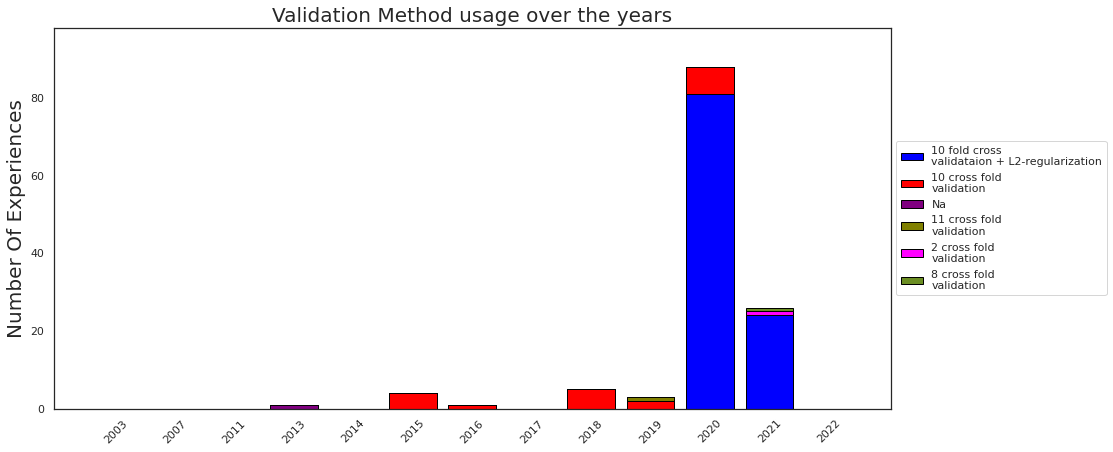 Validation Method usage over the years
Number Of Experiences
80
60
40
20
0
2003
2007
2011
2013
2014
2015
2016
2017
2018
2019
2020
2021
2022
10 fold cross
validataion + L2-regularization
10 cross fold
validation
Na
11 cross fold
validation
2 cross fold
validation
8 cross fold
validation